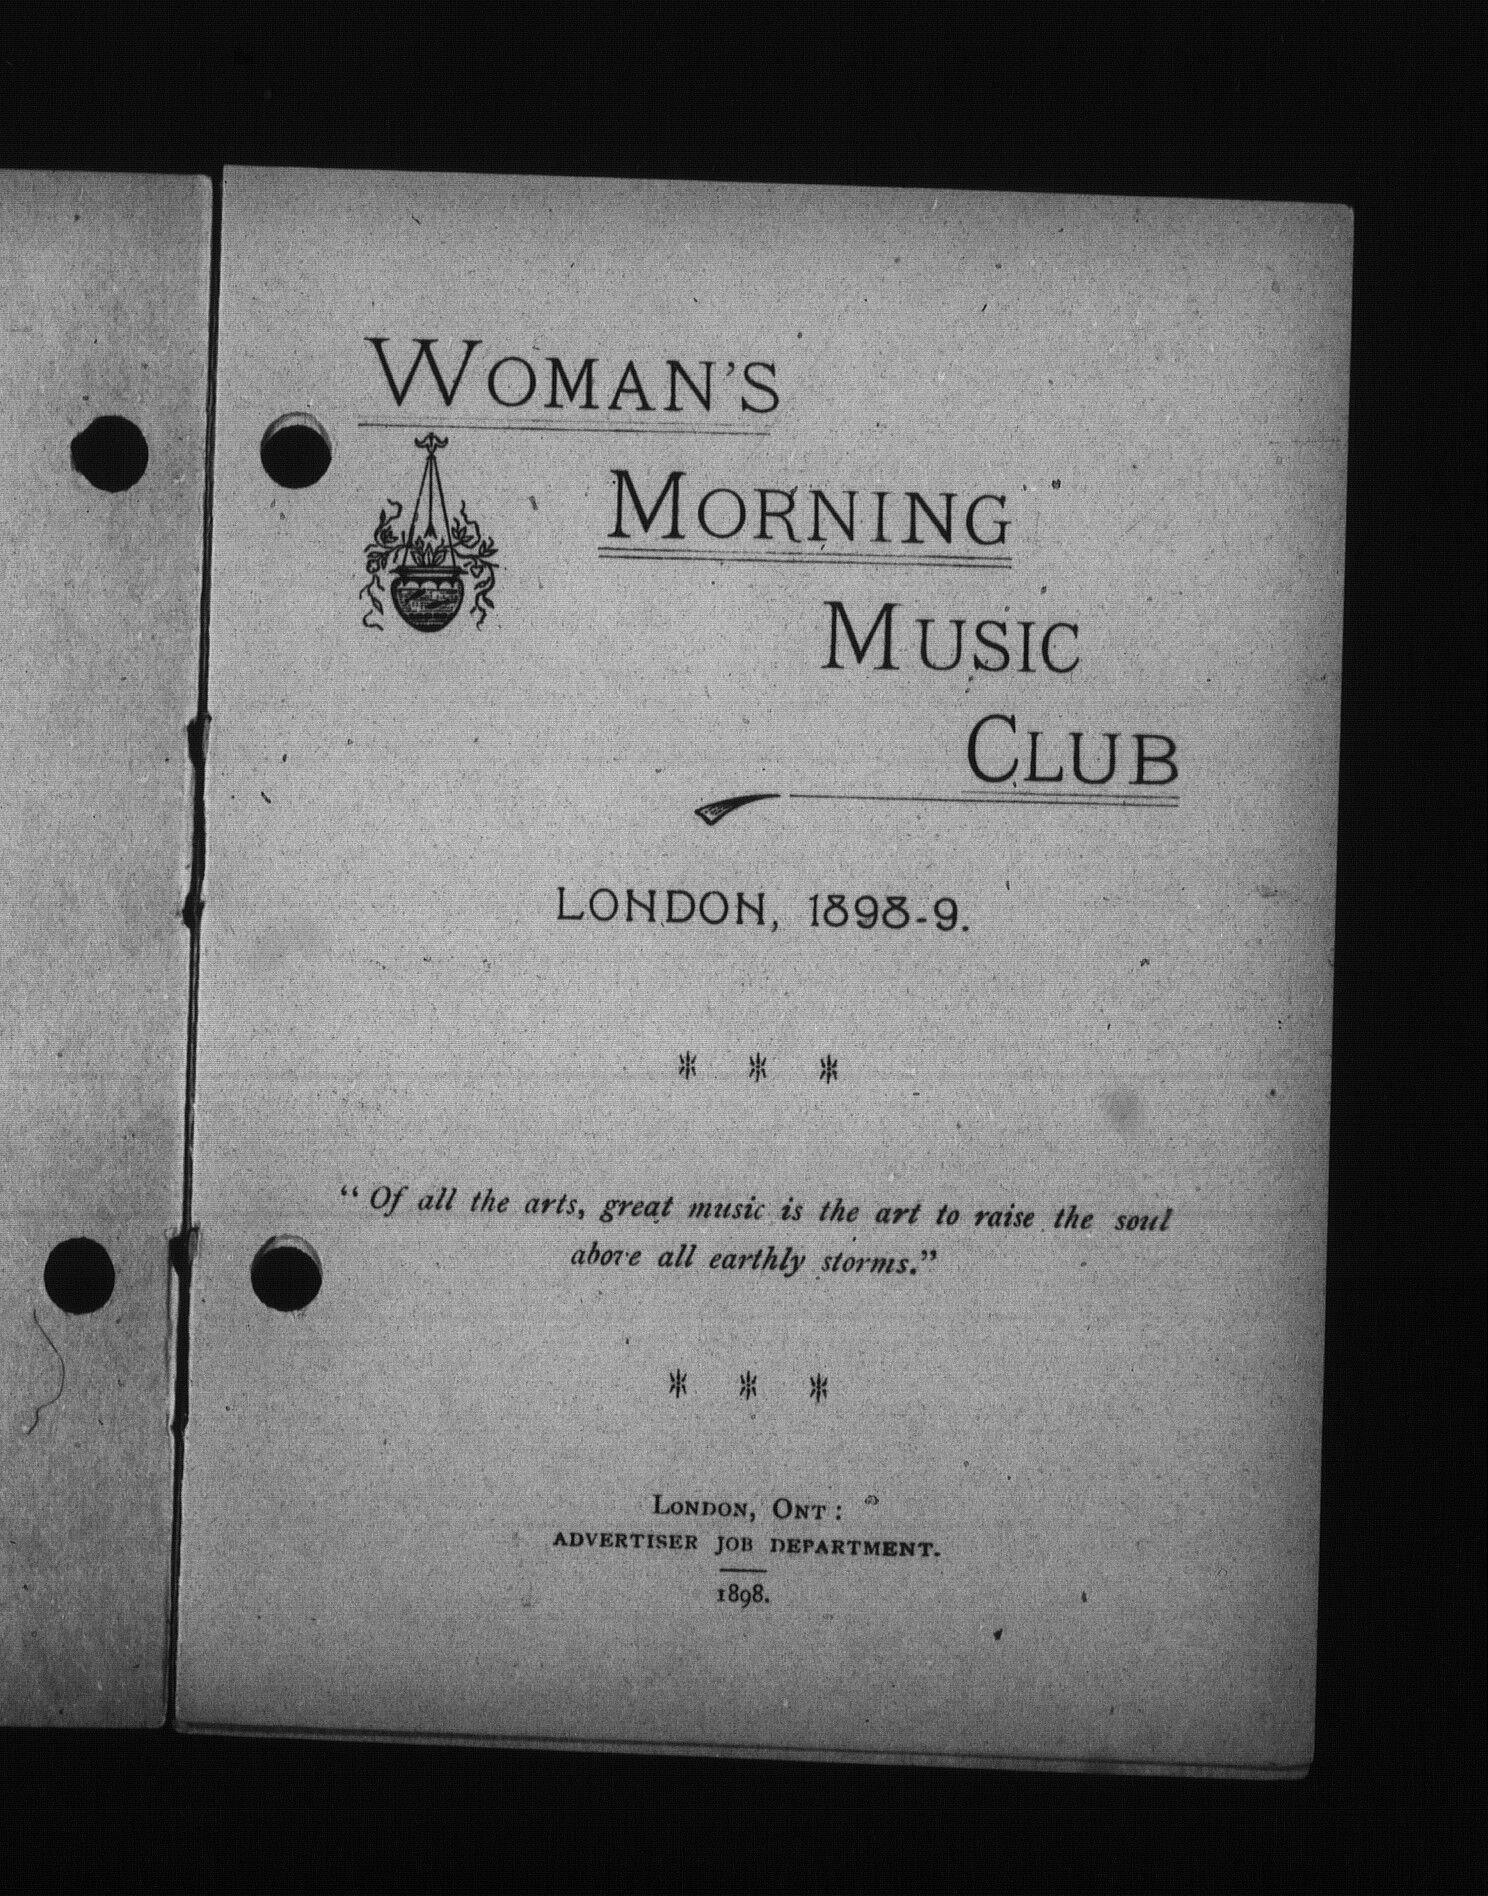 WOMAN'S
MORNING
MUSIC
CLUB
LONDON, 1898-9.
* * *
“Of all the arts, great music is the art to raise the soul
above all earthly storms.”
* * *
LONDON, ONT:
ADVERTISER JOB DEPARTMENT.
1898.